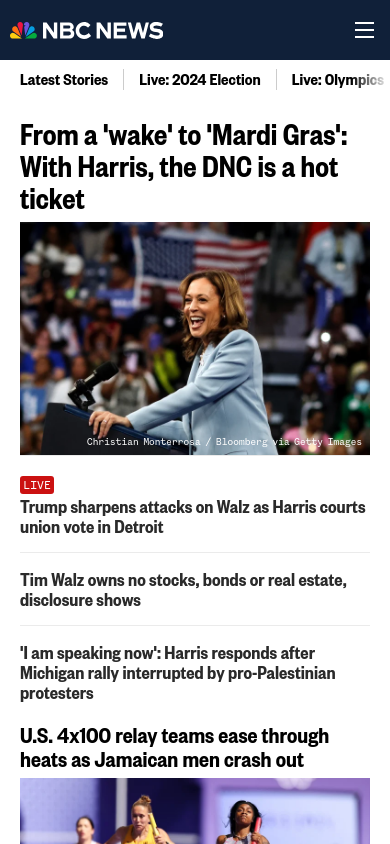 NBC NEWS
Latest Stories
Live: 2024 Election
Live: Olympics
From a 'wake' to 'Mardi Gras':
With Harris, the DNC is a hot
ticket
Christian Monterrosa / Bloomberg via Getty Images
LIVE
Trump sharpens attacks on Walz as Harris courts
union vote in Detroit
Tim Walz owns no stocks, bonds or real estate,
disclosure shows
'I am speaking now': Harris responds after
Michigan rally interrupted by pro-Palestinian
protesters
U.S. 4x100 relay teams ease through
heats as Jamaican men crash out